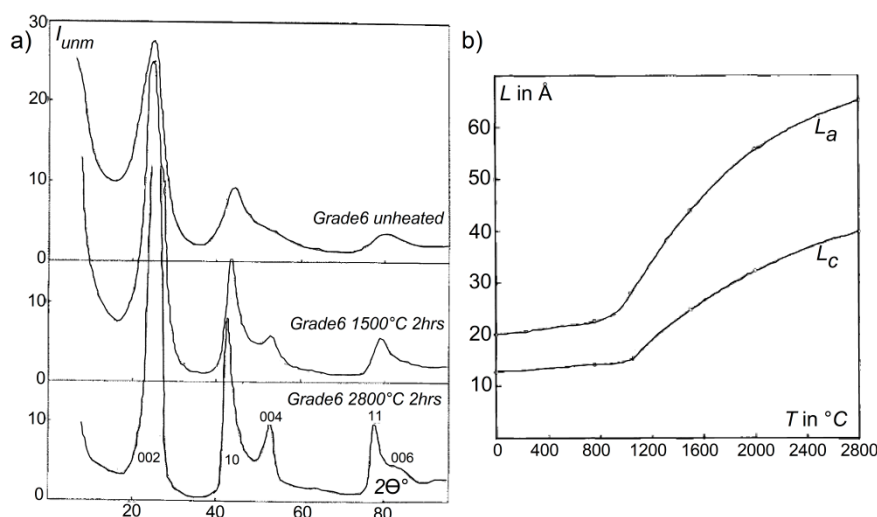 a)
I_unm
30
20
10
0
Grade6 unheated
10
0
Grade6 1500°C 2hrs
10
0
Grade6 2800°C 2hrs
002
10
004
11
006
2Θ°
20
40
60
80
b)
L in Å
60
50
40
30
20
10
L_a
L_c
T in °C
0
400
800
1200
1600
2000
2400
2800